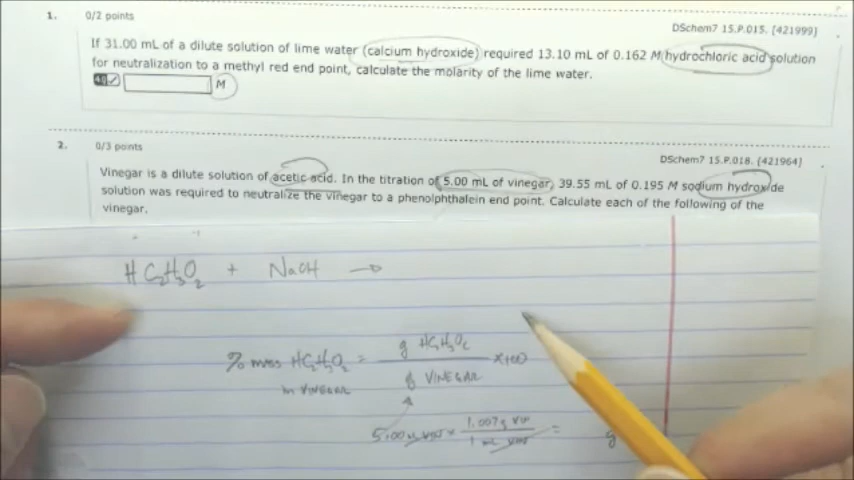 1. 0/2 points
DSchem7 15.P.015. [421999]
If 31.00 mL of a dilute solution of lime water (calcium hydroxide) required 13.10 mL of 0.162 M hydrochloric acid solution
for neutralization to a methyl red end point, calculate the molarity of the lime water.
4.0 M
2. 0/3 points
DSchem7 15.P.018. [421964]
Vinegar is a dilute solution of acetic acid. In the titration of 5.00 mL of vinegar, 39.55 mL of 0.195 M sodium hydroxide
solution was required to neutralize the vinegar to a phenolphthalein end point. Calculate each of the following of the
vinegar.
HC₂H₃O₂ + NaOH →
g HC₂H₃O₂
% mass HC₂H₃O₂ = ×100
in VINEGAR g VINEGAR
1.007g VIN
5.00 mL VIN × =
1 mL VIN g